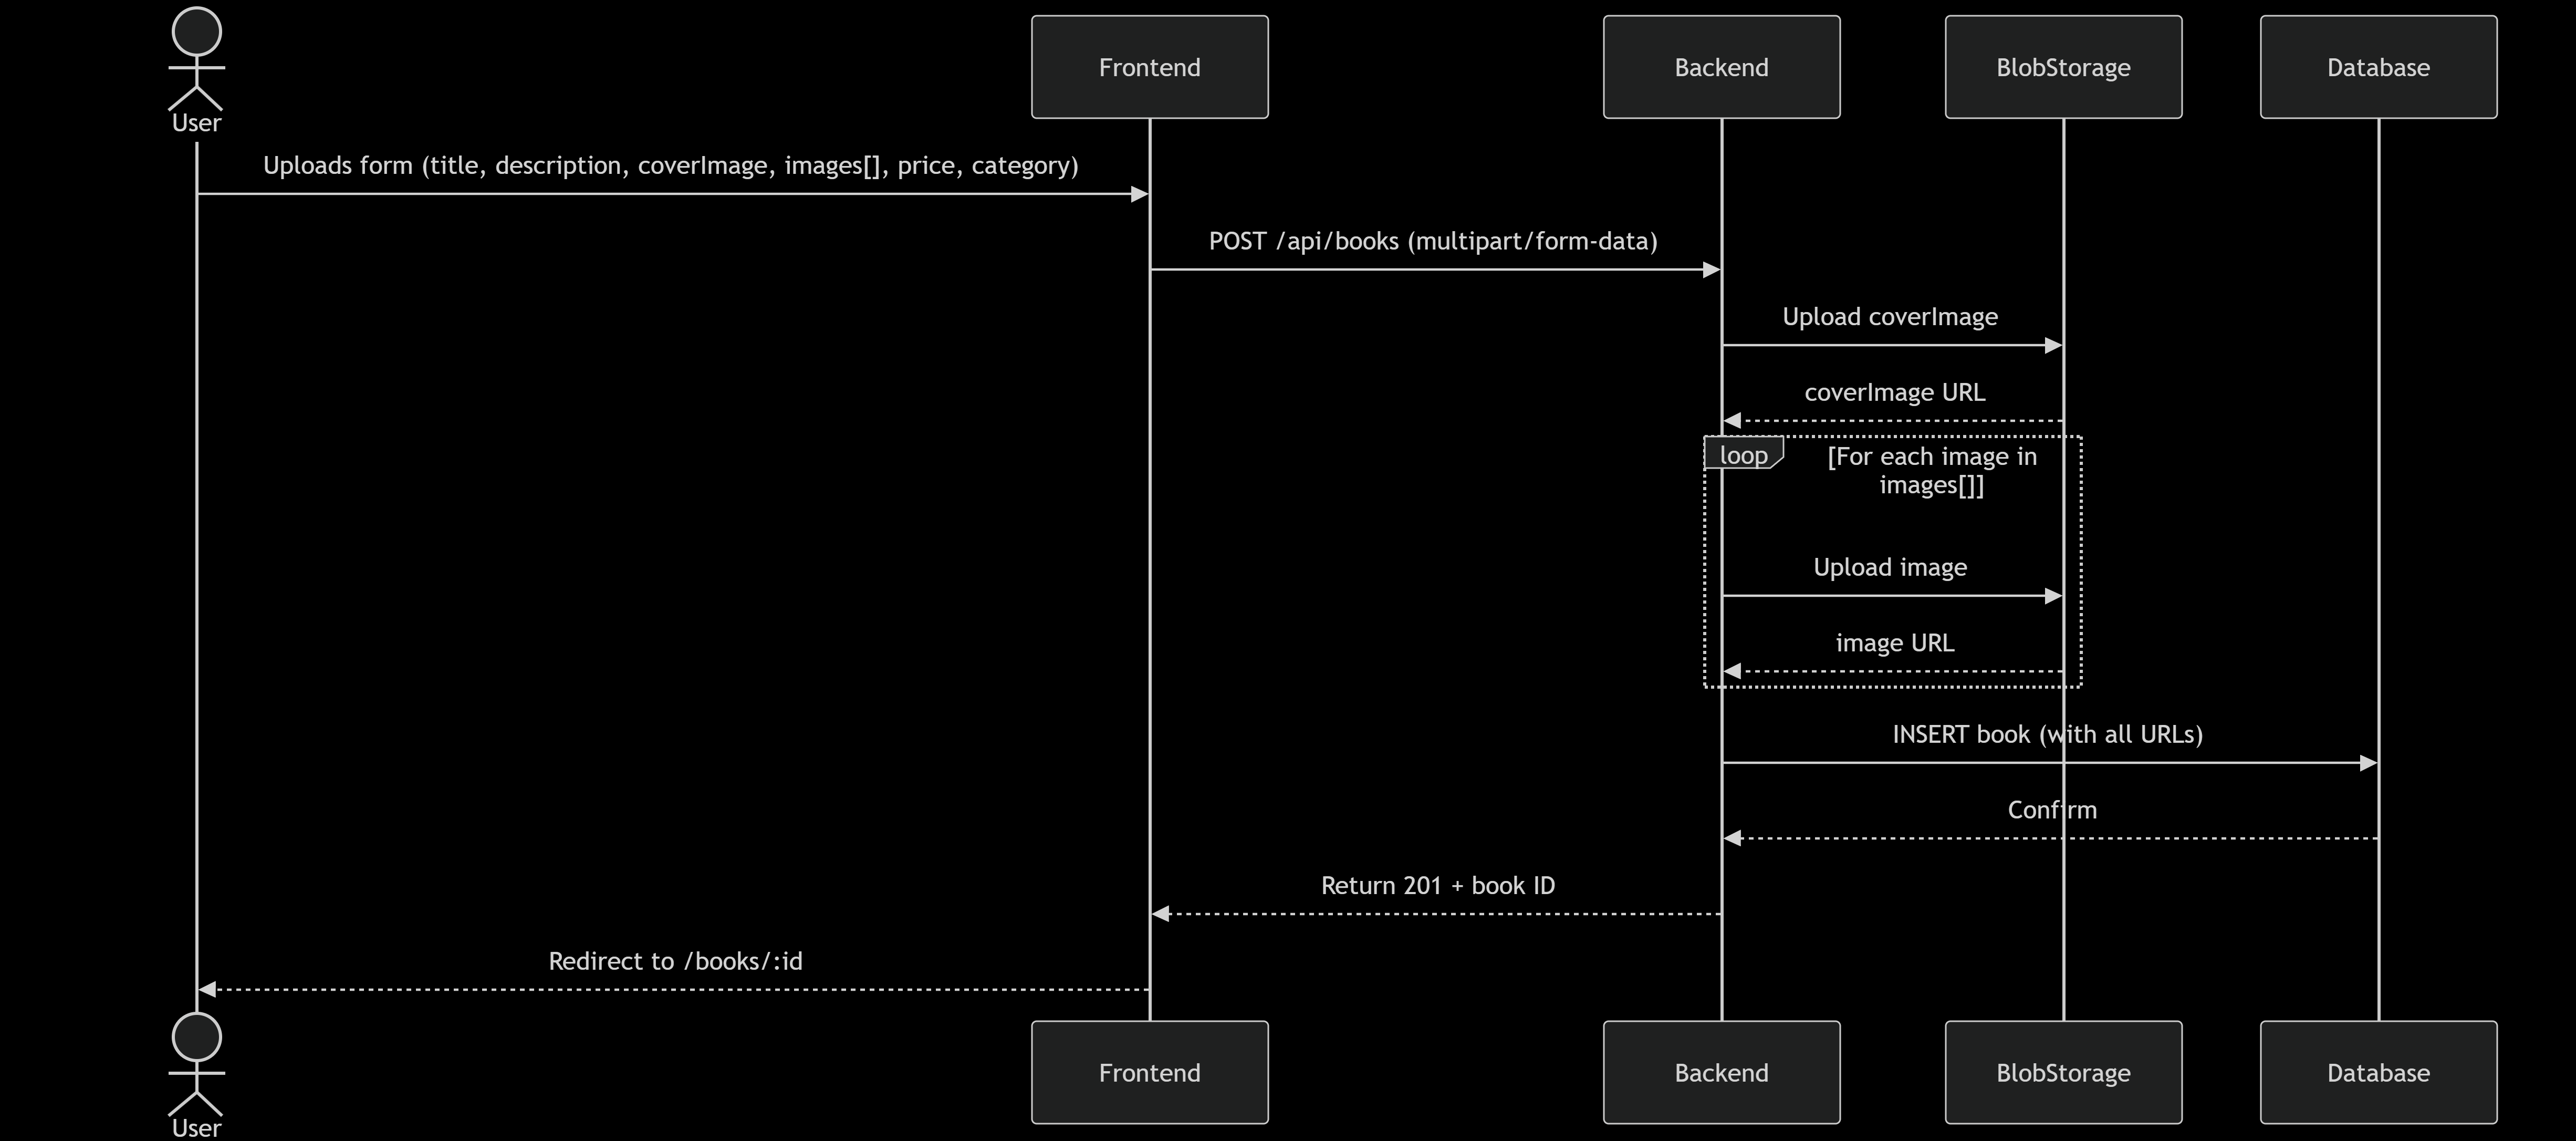 User
Frontend
Backend
BlobStorage
Database
Uploads form (title, description, coverImage, images[], price, category)
POST /api/books (multipart/form-data)
Upload coverImage
coverImage URL
loop
[For each image in
images[]]
Upload image
image URL
INSERT book (with all URLs)
Confirm
Return 201 + book ID
Redirect to /books/:id
User
Frontend
Backend
BlobStorage
Database